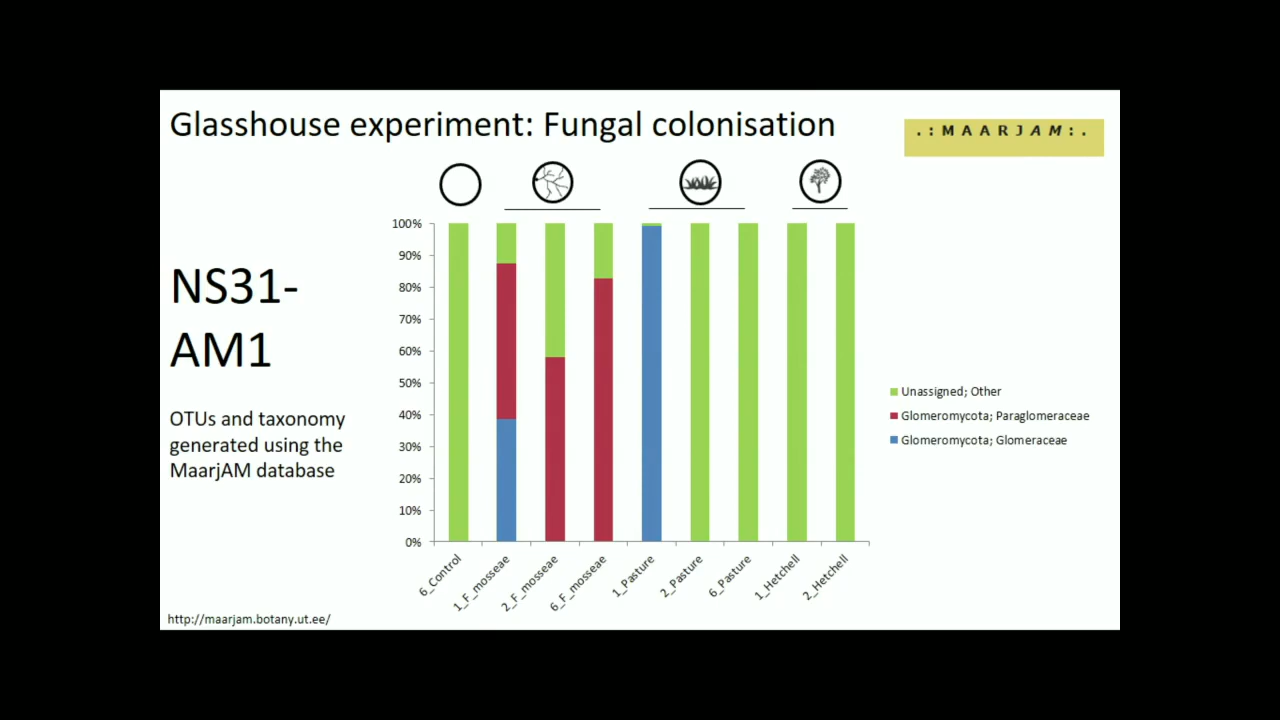 Glasshouse experiment: Fungal colonisation
.:MAARJAM:.
NS31-
AM1
OTUs and taxonomy
generated using the
MaarjAM database
100%
90%
80%
70%
60%
50%
40%
30%
20%
10%
0%
6_Control
1_F_mosseae
2_F_mosseae
6_F_mosseae
1_Pasture
2_Pasture
6_Pasture
1_Hetchell
2_Hetchell
Unassigned; Other
Glomeromycota; Paraglomeraceae
Glomeromycota; Glomeraceae
http://maarjam.botany.ut.ee/